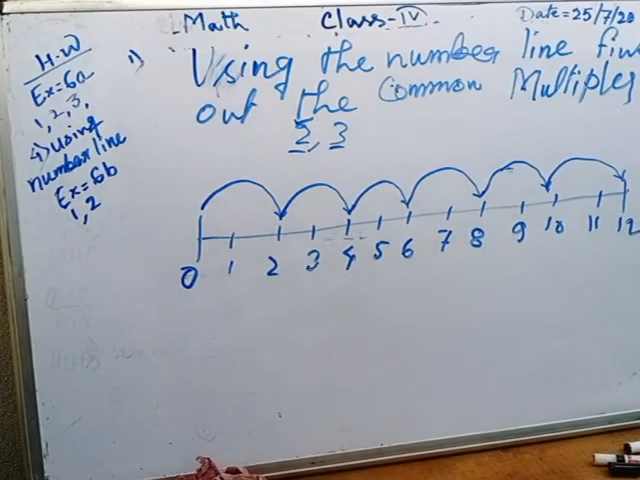 Math Class-IV Date=25/7/20
H.W
Ex=6a
1, 2, 3,
4) using
number line
Ex=6b
1, 2
1) Using the number line fin
out the Common Multiples
2, 3
0 1 2 3 4 5 6 7 8 9 10 11 12